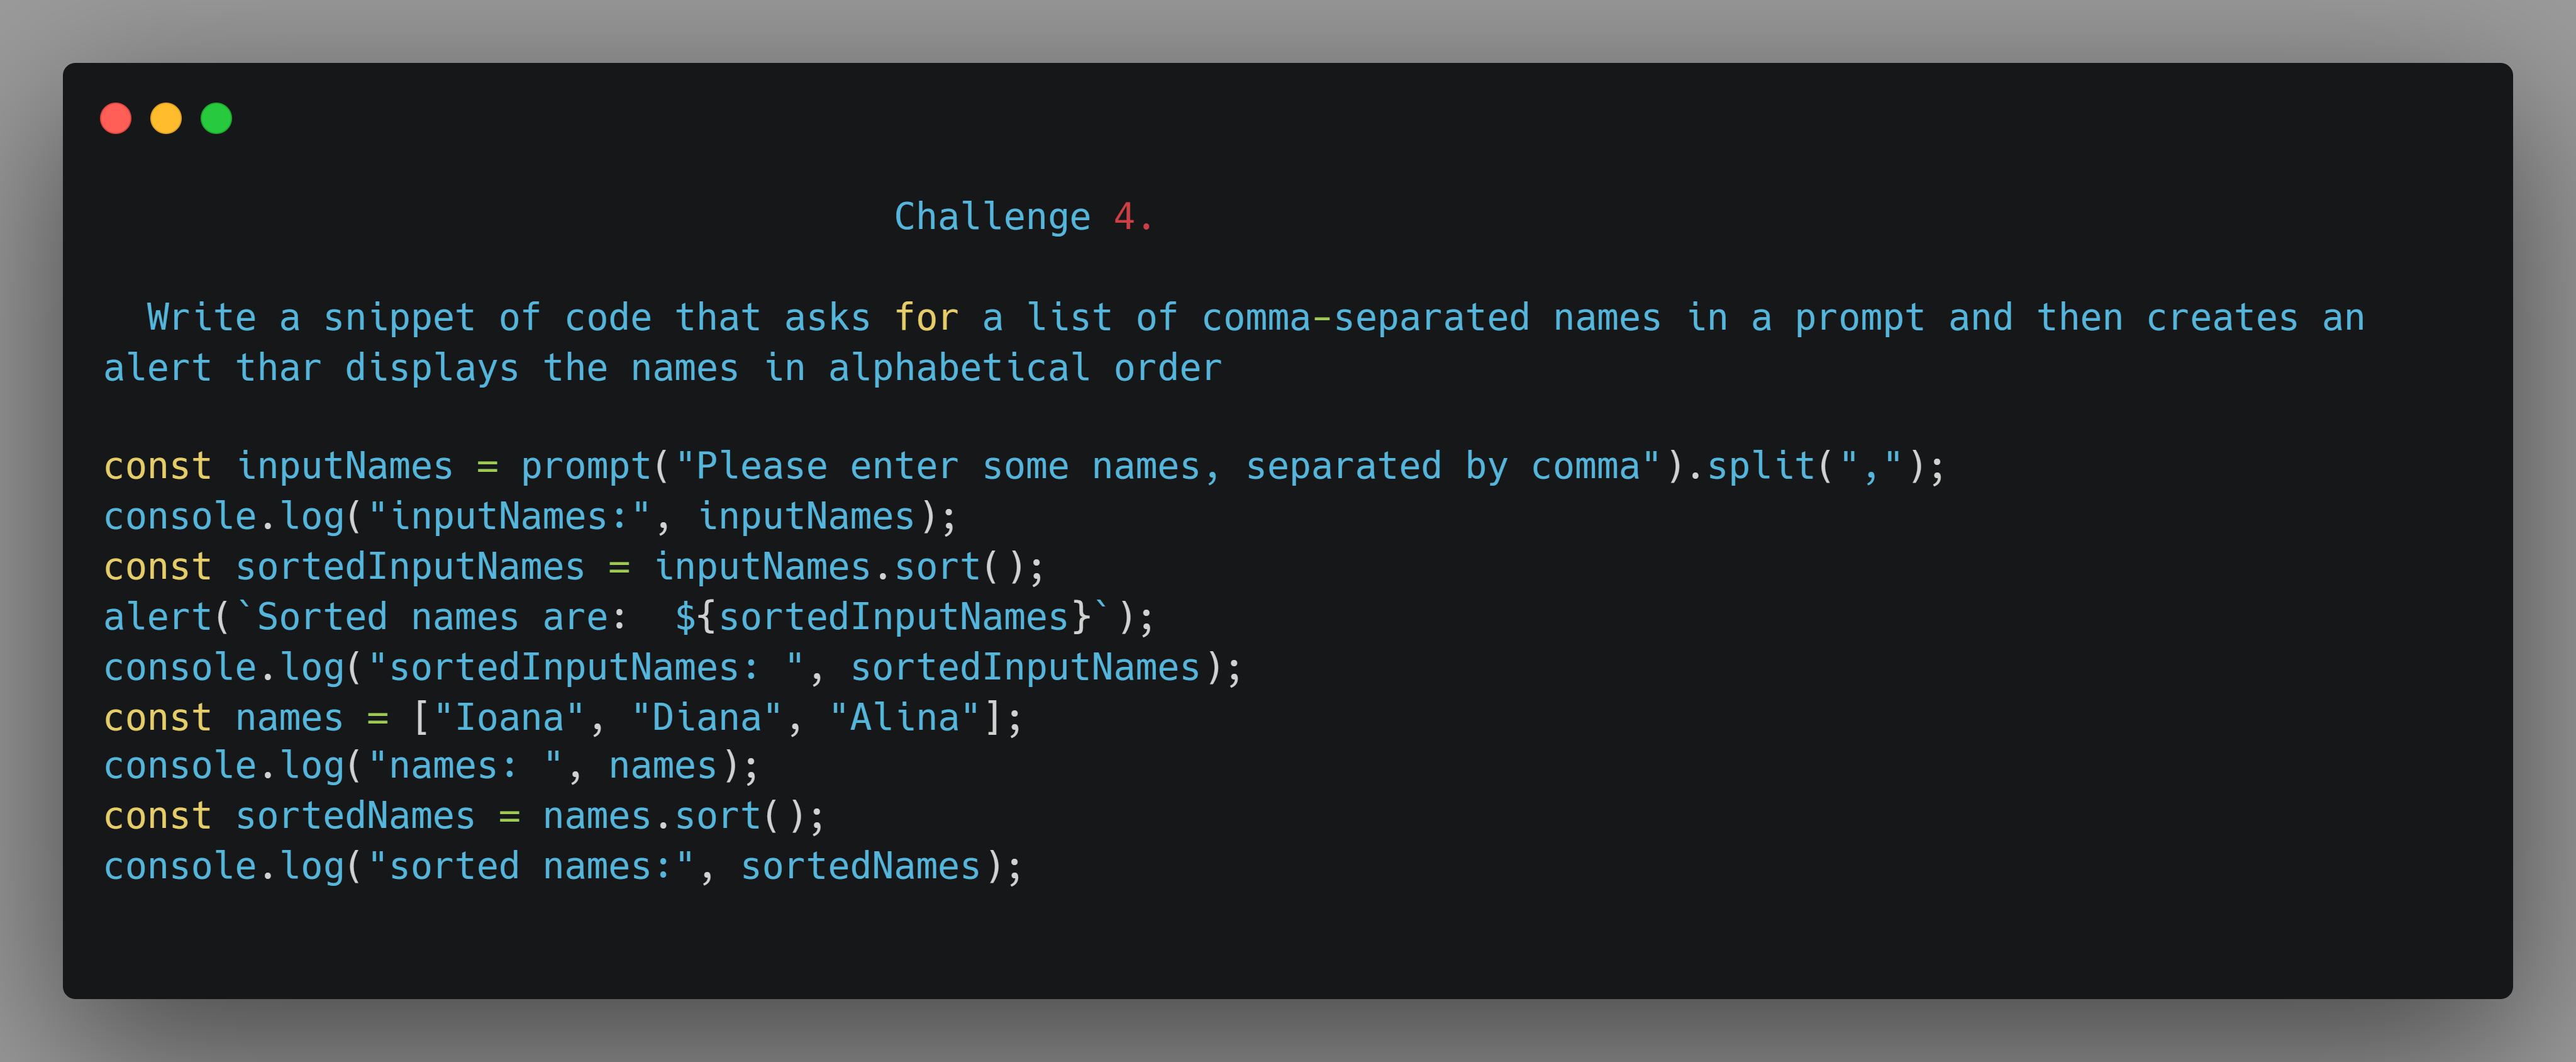 Challenge 4.
Write a snippet of code that asks for a list of comma-separated names in a prompt and then creates an
alert thar displays the names in alphabetical order
const inputNames = prompt("Please enter some names, separated by comma").split(",");
console.log("inputNames:", inputNames);
const sortedInputNames = inputNames.sort();
alert(`Sorted names are:  ${sortedInputNames}`);
console.log("sortedInputNames: ", sortedInputNames);
const names = ["Ioana", "Diana", "Alina"];
console.log("names: ", names);
const sortedNames = names.sort();
console.log("sorted names:", sortedNames);